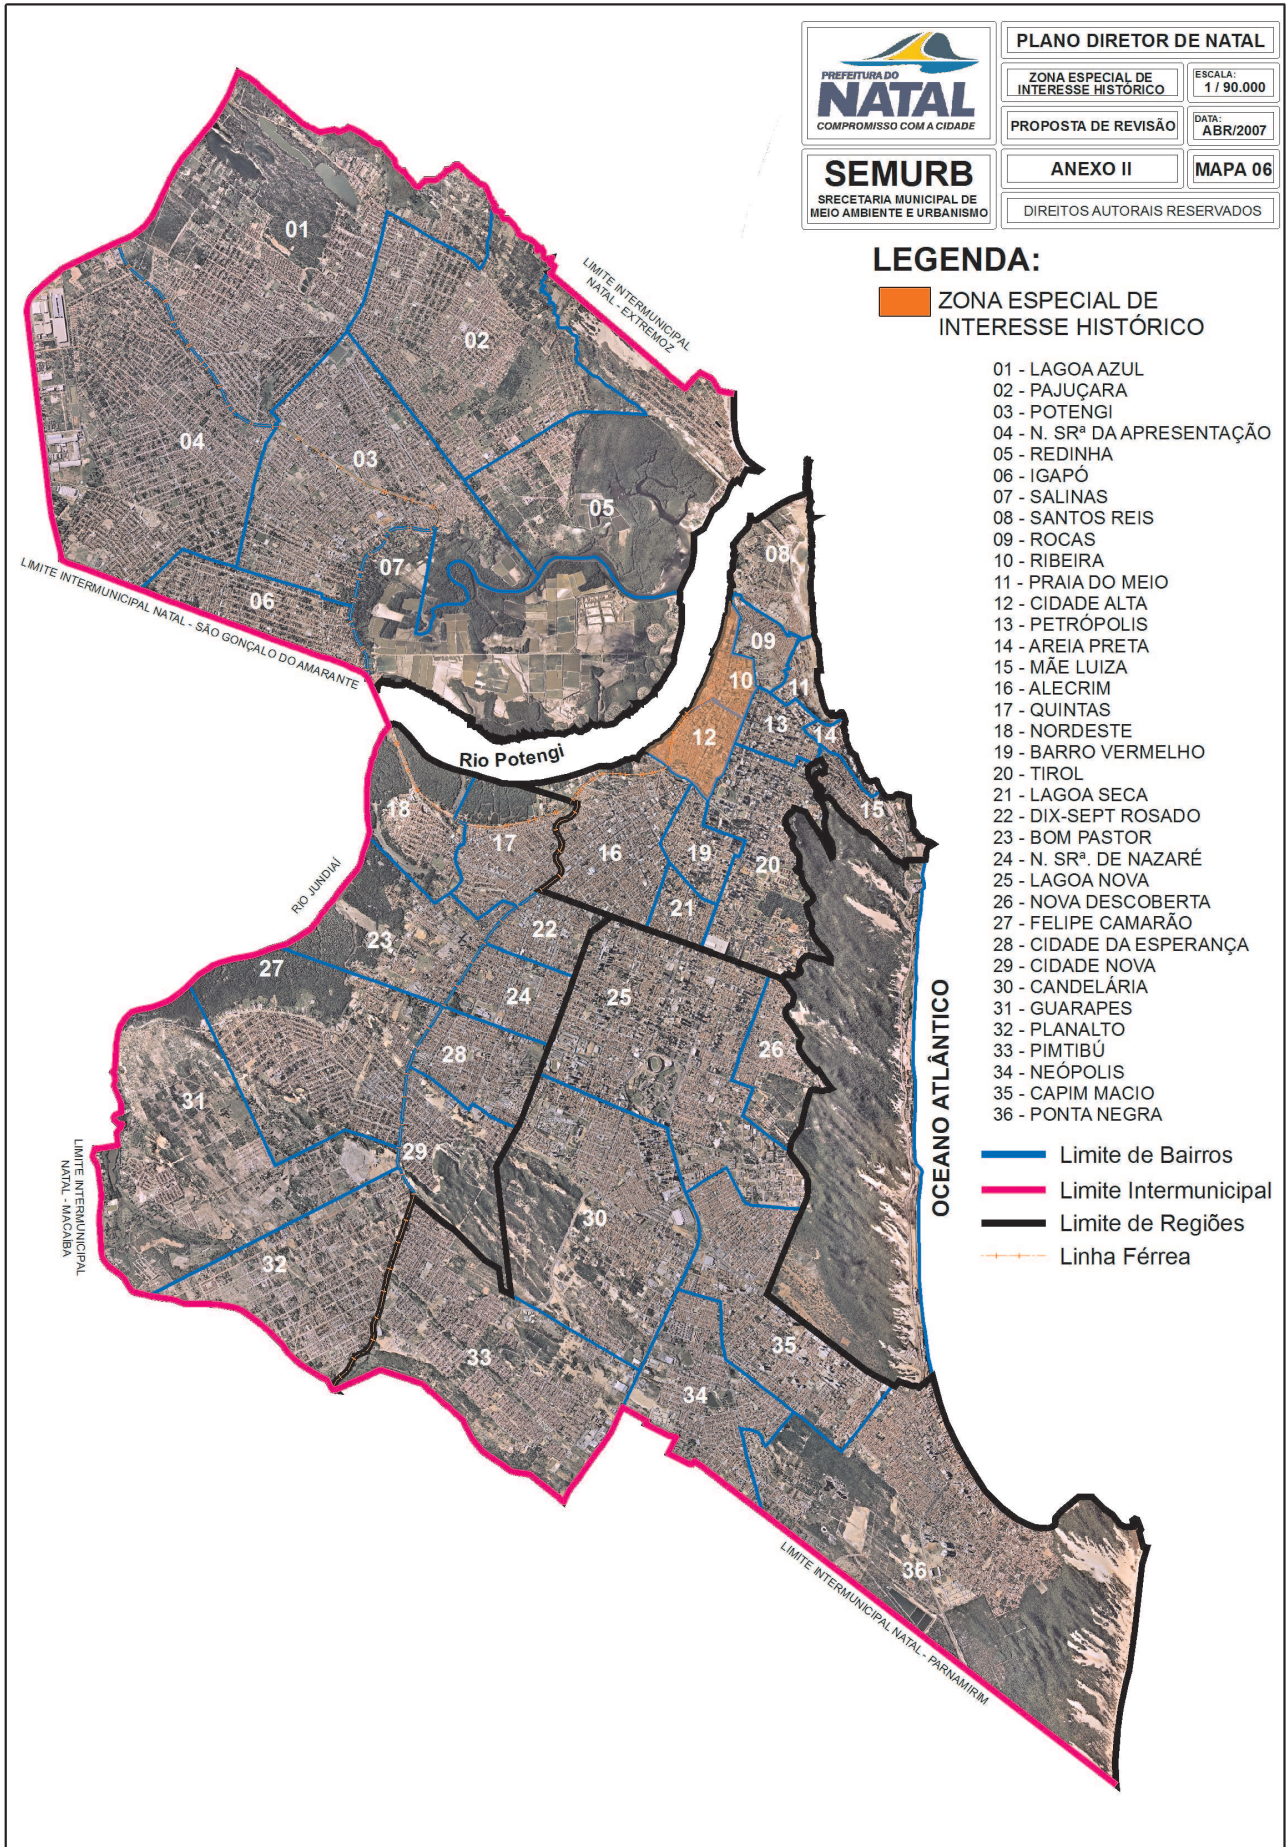 PREFEITURA DO
NATAL
COMPROMISSO COM A CIDADE
SEMURB
SRECETARIA MUNICIPAL DE
MEIO AMBIENTE E URBANISMO
PLANO DIRETOR DE NATAL
ZONA ESPECIAL DE
INTERESSE HISTÓRICO
ESCALA:
1 / 90.000
PROPOSTA DE REVISÃO
DATA:
ABR/2007
ANEXO II
MAPA 06
DIREITOS AUTORAIS RESERVADOS
LEGENDA:
ZONA ESPECIAL DE
INTERESSE HISTÓRICO
01 - LAGOA AZUL
02 - PAJUÇARA
03 - POTENGI
04 - N. SRª DA APRESENTAÇÃO
05 - REDINHA
06 - IGAPÓ
07 - SALINAS
08 - SANTOS REIS
09 - ROCAS
10 - RIBEIRA
11 - PRAIA DO MEIO
12 - CIDADE ALTA
13 - PETRÓPOLIS
14 - AREIA PRETA
15 - MÃE LUIZA
16 - ALECRIM
17 - QUINTAS
18 - NORDESTE
19 - BARRO VERMELHO
20 - TIROL
21 - LAGOA SECA
22 - DIX-SEPT ROSADO
23 - BOM PASTOR
24 - N. SRª. DE NAZARÉ
25 - LAGOA NOVA
26 - NOVA DESCOBERTA
27 - FELIPE CAMARÃO
28 - CIDADE DA ESPERANÇA
29 - CIDADE NOVA
30 - CANDELÁRIA
31 - GUARAPES
32 - PLANALTO
33 - PIMTIBÚ
34 - NEÓPOLIS
35 - CAPIM MACIO
36 - PONTA NEGRA
Limite de Bairros
Limite Intermunicipal
Limite de Regiões
Linha Férrea
01
LIMITE INTERMUNICIPAL
NATAL - EXTREMOZ
02
04
03
05
07
08
06
LIMITE INTERMUNICIPAL NATAL - SÃO GONÇALO DO AMARANTE
09
10
11
13
12
14
Rio Potengi
18
15
17
16
19
20
RIO JUNDIAÍ
21
22
23
27
24
25
OCEANO ATLÂNTICO
28
26
31
29
LIMITE INTERMUNICIPAL
NATAL - MACAÍBA
30
32
33
35
34
36
LIMITE INTERMUNICIPAL NATAL - PARNAMIRIM